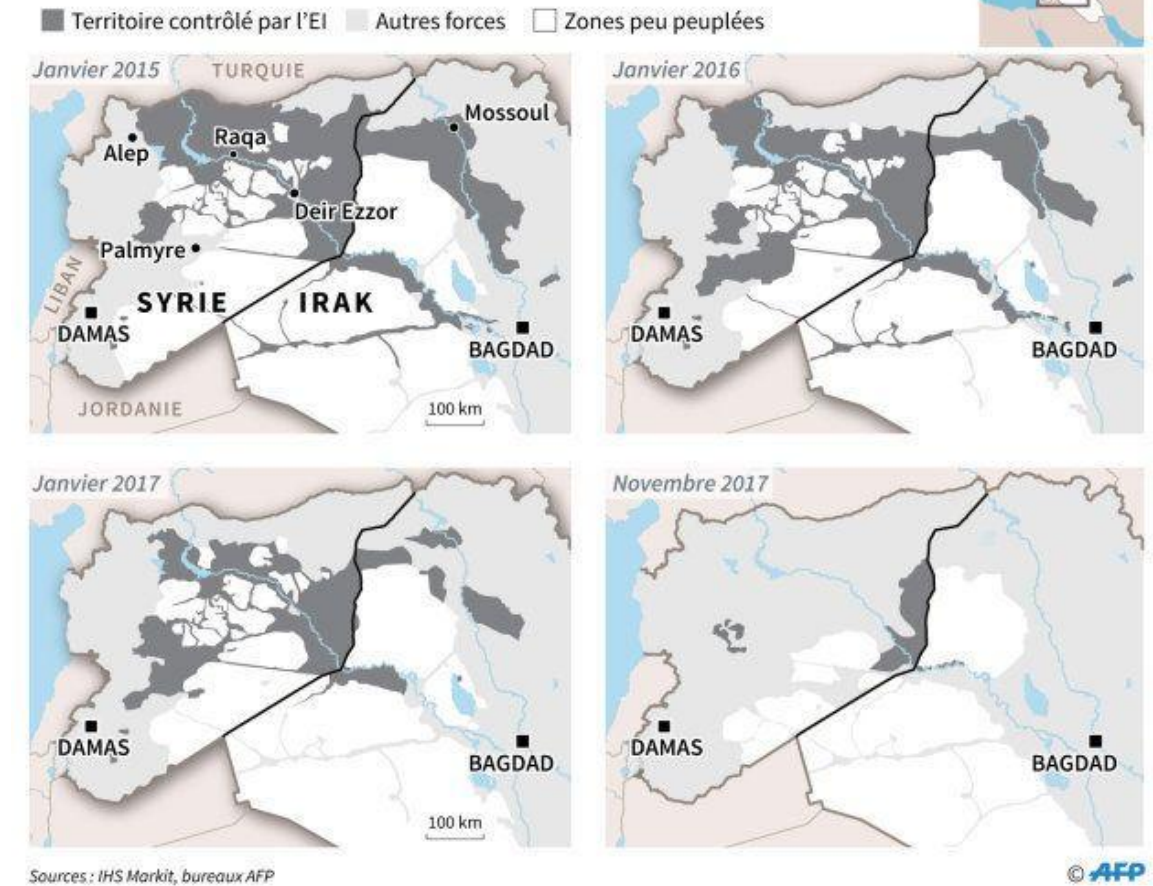 Territoire contrôlé par l'EI Autres forces Zones peu peuplées
Janvier 2015
TURQUIE
Mossoul
Raqa
Alep
Deir Ezzor
Palmyre
LIBAN
SYRIE IRAK
DAMAS
BAGDAD
JORDANIE
100 km
Janvier 2016
DAMAS
BAGDAD
Janvier 2017
DAMAS
BAGDAD
100 km
Novembre 2017
DAMAS
BAGDAD
Sources : IHS Markit, bureaux AFP
© AFP